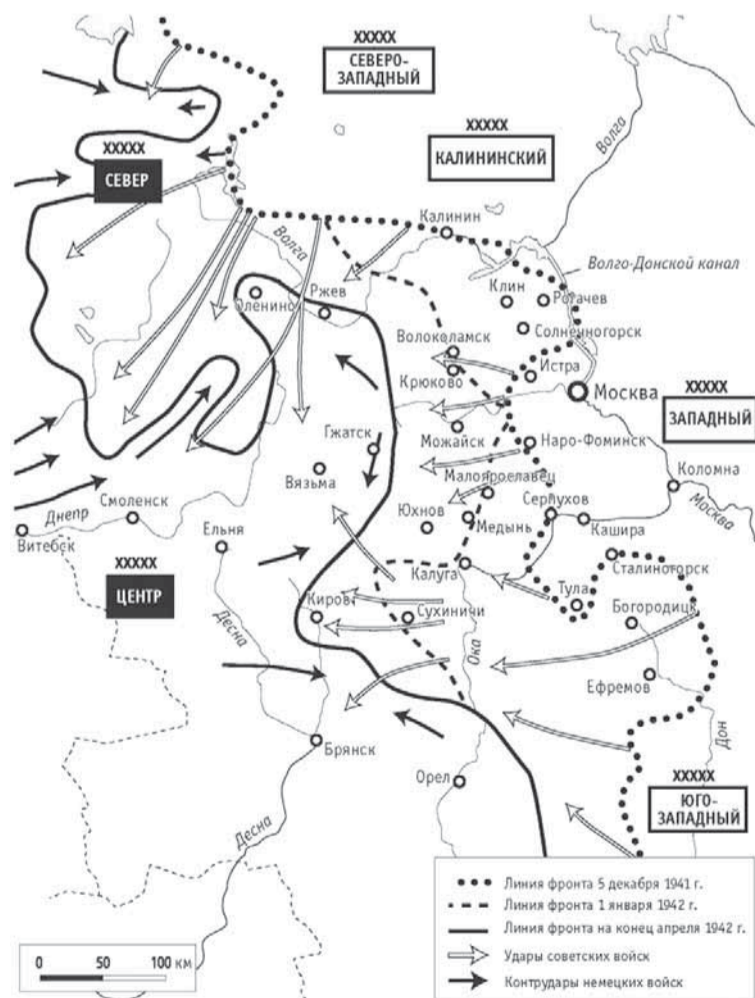 XXXXX
СЕВЕРО-
ЗАПАДНЫЙ
XXXXX
КАЛИНИНСКИЙ
XXXXX
СЕВЕР
Волга
Волга
Калинин
Волго-Донской канал
Оленино
Ржев
Клин
Рогачев
Солнечногорск
Волоколамск
Крюково
Истра
Москва
XXXXX
ЗАПАДНЫЙ
Можайск
Наро-Фоминск
Гжатск
Вязьма
Малоярославец
Коломна
Москва
Серпухов
Кашира
Юхнов
Медынь
Смоленск
Днепр
Витебск
Ельня
XXXXX
ЦЕНТР
Калуга
Сталиногорск
Тула
Богородицк
Киров
Сухиничи
Десна
Ока
Ефремов
Дон
Брянск
Орел
Десна
XXXXX
ЮГО-
ЗАПАДНЫЙ
Линия фронта 5 декабря 1941 г.
Линия фронта 1 января 1942 г.
Линия фронта на конец апреля 1942 г.
Удары советских войск
Контрудары немецких войск
0 50 100 км